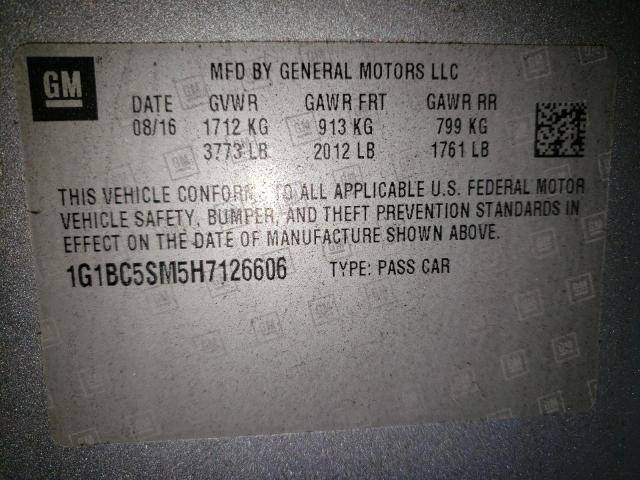 GM
MFD BY GENERAL MOTORS LLC
DATE GVWR GAWR FRT GAWR RR
08/16 1712 KG 913 KG 799 KG
3773 LB 2012 LB 1761 LB
THIS VEHICLE CONFORMS TO ALL APPLICABLE U.S. FEDERAL MOTOR
VEHICLE SAFETY, BUMPER, AND THEFT PREVENTION STANDARDS IN
EFFECT ON THE DATE OF MANUFACTURE SHOWN ABOVE.
1G1BC5SM5H7126606 TYPE: PASS CAR